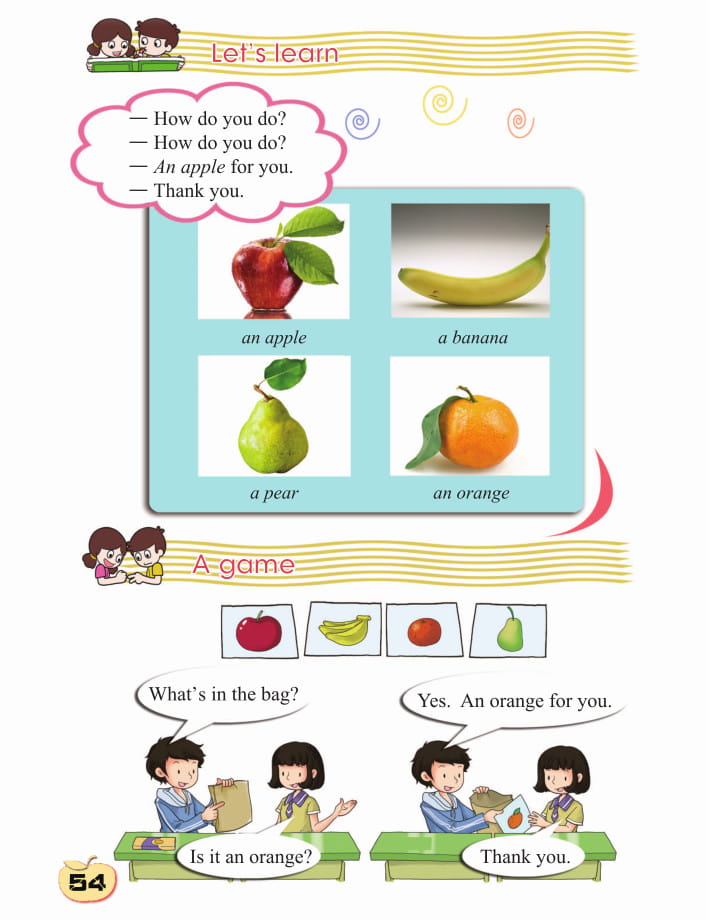 Let's learn
— How do you do?
— How do you do?
— An apple for you.
— Thank you.
an apple
a banana
a pear
an orange
A game
What's in the bag?
Yes. An orange for you.
Is it an orange?
Thank you.
54